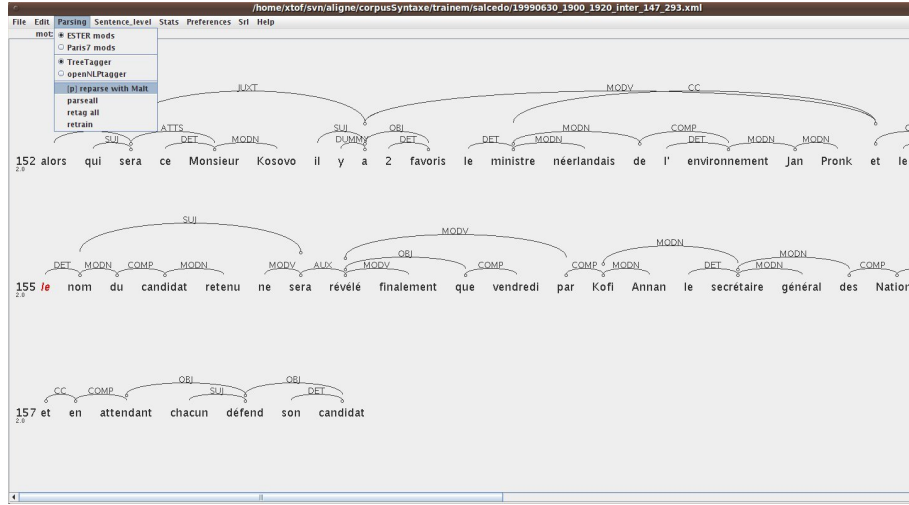 /home/xtof/svn/aligne/corpusSyntaxe/trainem/salcedo/19990630_1900_1920_inter_147_293.xml
File Edit Parsing Sentence_level Stats Preferences Srl Help
mot:
ESTER mods
Paris7 mods
TreeTagger
openNLPtagger
[p] reparse with Malt
parseall
retag all
retrain
JUXT MODV CC
ATTS SUJ OBJ MODN COMP
SUJ DET MODN DUMMY DET DET MODN DET MODN MODN
152 alors qui sera ce Monsieur Kosovo il y a 2 favoris le ministre néerlandais de l' environnement Jan Pronk et le
2.0
SUJ
MODV
MODN
OBJ MODN
DET MODN COMP MODN MODV AUX MODV COMP COMP MODN DET MODN COMP
155 le nom du candidat retenu ne sera révélé finalement que vendredi par Kofi Annan le secrétaire général des Nation
2.0
OBJ OBJ
CC COMP SUJ DET
157 et en attendant chacun défend son candidat
2.0